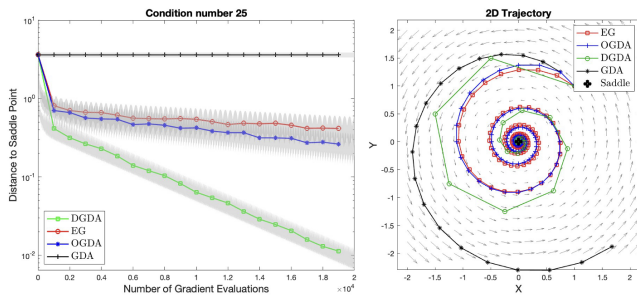 Condition number 25
10^1
10^0
10^-1
10^-2
Distance to Saddle Point
DGDA
EG
OGDA
GDA
0 0.2 0.4 0.6 0.8 1 1.2 1.4 1.6 1.8 2
Number of Gradient Evaluations ×10^4
2D Trajectory
EG
OGDA
DGDA
GDA
Saddle
2
1.5
1
0.5
0
-0.5
-1
-1.5
-2
Y
-2 -1.5 -1 -0.5 0 0.5 1 1.5 2
X